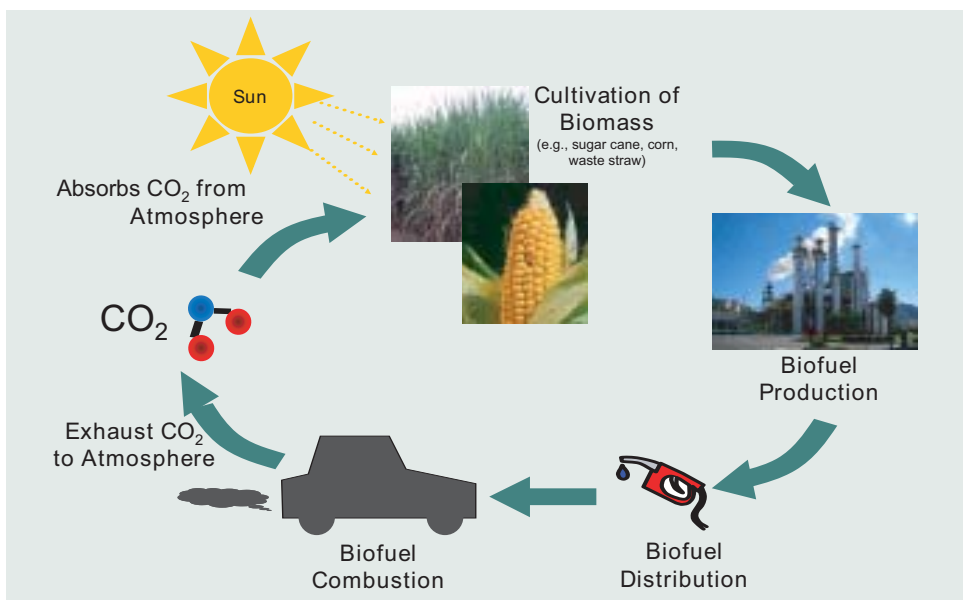 Sun
Cultivation of
Biomass
(e.g., sugar cane, corn,
waste straw)
Absorbs CO₂ from
Atmosphere
CO₂
Biofuel
Production
Exhaust CO₂
to Atmosphere
Biofuel
Combustion
Biofuel
Distribution